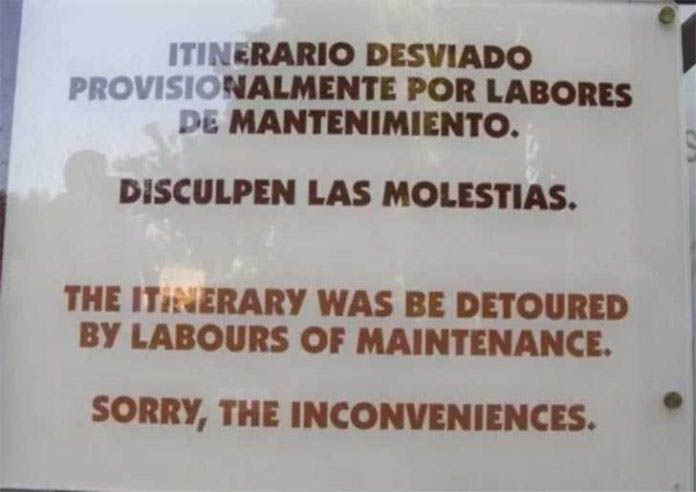 ITINERARIO DESVIADO
PROVISIONALMENTE POR LABORES
DE MANTENIMIENTO.
DISCULPEN LAS MOLESTIAS.
THE ITINERARY WAS BE DETOURED
BY LABOURS OF MAINTENANCE.
SORRY, THE INCONVENIENCES.